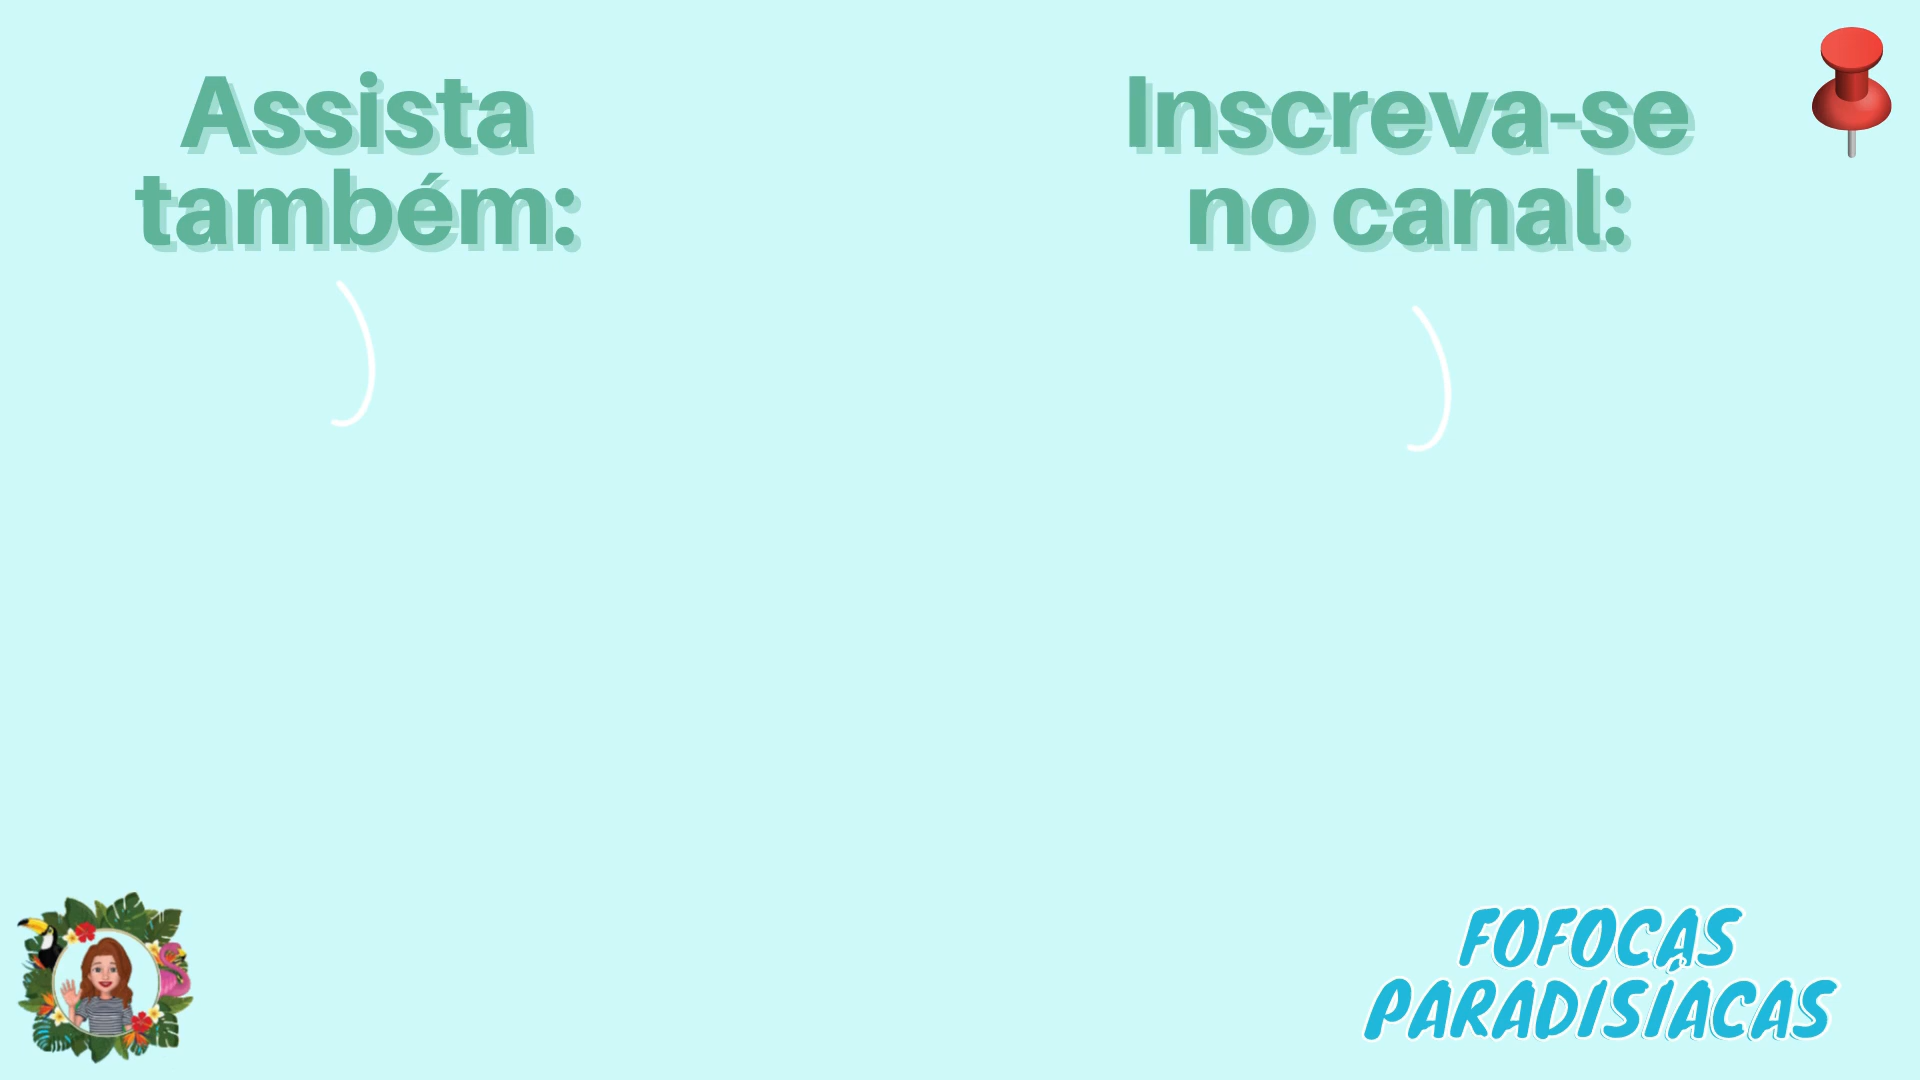 Assista
também:
Inscreva-se
no canal:
FOFOCAS
PARADISÍACAS